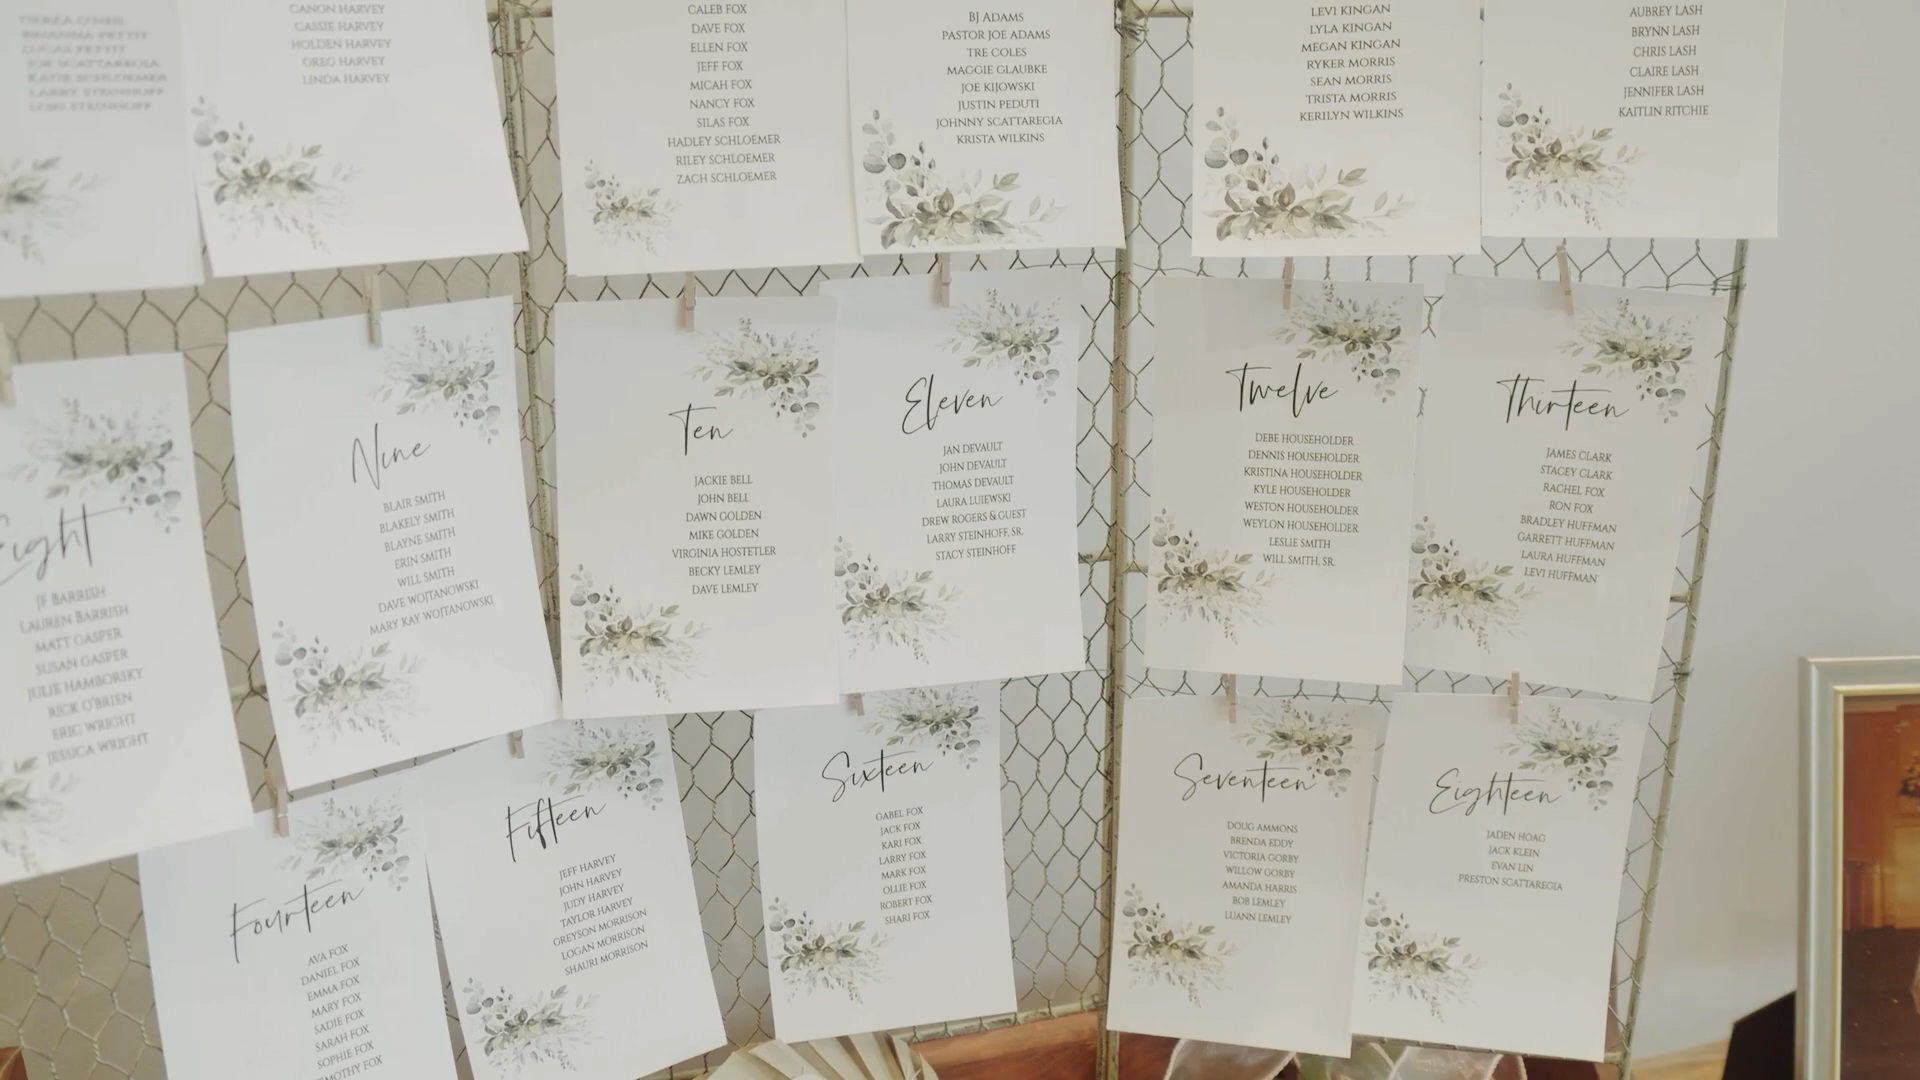 LARRY STEINHOFF
LORI STEINHOFF
CANON HARVEY
CASSIE HARVEY
HOLDEN HARVEY
GREG HARVEY
LINDA HARVEY
CALEB FOX
DAVE FOX
ELLEN FOX
JEFF FOX
MICAH FOX
NANCY FOX
SILAS FOX
HADLEY SCHLOEMER
RILEY SCHLOEMER
ZACH SCHLOEMER
BJ ADAMS
PASTOR JOE ADAMS
TRE COLES
MAGGIE GLAUBKE
JOE KIJOWSKI
JUSTIN PEDUTI
JOHNNY SCATTAREGIA
KRISTA WILKINS
LEVI KINGAN
LYLA KINGAN
MEGAN KINGAN
RYKER MORRIS
SEAN MORRIS
TRISTA MORRIS
KERILYN WILKINS
AUBREY LASH
BRYNN LASH
CHRIS LASH
CLAIRE LASH
JENNIFER LASH
KAITLIN RITCHIE
Eight
JF BARRISH
LAUREN BARRISH
MATT GASPER
SUSAN GASPER
JULIE HAMBORSKY
RICK O'BRIEN
ERIC WRIGHT
JESSICA WRIGHT
Nine
BLAIR SMITH
BLAKELY SMITH
BLAYNE SMITH
ERIN SMITH
WILL SMITH
DAVE WOJTANOWSKI
MARY KAY WOJTANOWSKI
Ten
JACKIE BELL
JOHN BELL
DAWN GOLDEN
MIKE GOLDEN
VIRGINIA HOSTETLER
BECKY LEMLEY
DAVE LEMLEY
Eleven
JAN DEVAULT
JOHN DEVAULT
THOMAS DEVAULT
LAURA LUJEWSKI
DREW ROGERS & GUEST
LARRY STEINHOFF, SR.
STACY STEINHOFF
Twelve
DEBE HOUSEHOLDER
DENNIS HOUSEHOLDER
KRISTINA HOUSEHOLDER
KYLE HOUSEHOLDER
WESTON HOUSEHOLDER
WEYLON HOUSEHOLDER
LESLIE SMITH
WILL SMITH, SR.
Thirteen
JAMES CLARK
STACEY CLARK
RACHEL FOX
RON FOX
BRADLEY HUFFMAN
GARRETT HUFFMAN
LAURA HUFFMAN
LEVI HUFFMAN
Fourteen
AVA FOX
DANIEL FOX
EMMA FOX
MARY FOX
SADIE FOX
SARAH FOX
SOPHIE FOX
TIMOTHY FOX
Fifteen
JEFF HARVEY
JOHN HARVEY
JUDY HARVEY
TAYLOR HARVEY
GREYSON MORRISON
LOGAN MORRISON
SHAURI MORRISON
Sixteen
GABEL FOX
JACK FOX
KARI FOX
LARRY FOX
MARK FOX
OLLIE FOX
ROBERT FOX
SHARI FOX
Seventeen
DOUG AMMONS
BRENDA EDDY
VICTORIA GORBY
WILLOW GORBY
AMANDA HARRIS
BOB LEMLEY
LUANN LEMLEY
Eighteen
JADEN HOAG
JACK KLEIN
EVAN LIN
PRESTON SCATTAREGIA